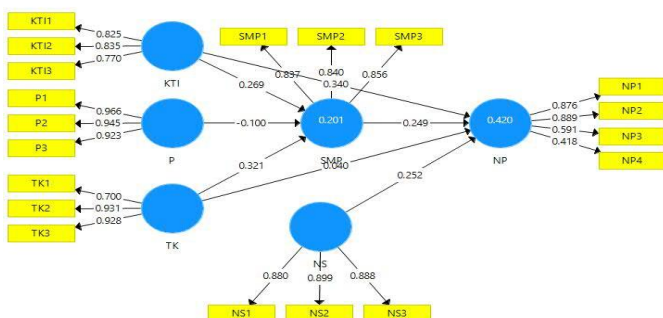 KTI1
KTI2
KTI3
0.825
0.835
0.770
KTI
SMP1
SMP2
SMP3
0.837
0.840
0.856
0.340
0.269
P1
P2
P3
0.966
0.945
0.923
P
-0.100
0.201
SMP
0.249
0.420
NP
0.876
0.889
0.591
0.418
NP1
NP2
NP3
NP4
0.321
0.040
0.252
TK1
TK2
TK3
0.700
0.931
0.928
TK
NS
0.880
0.899
0.888
NS1
NS2
NS3